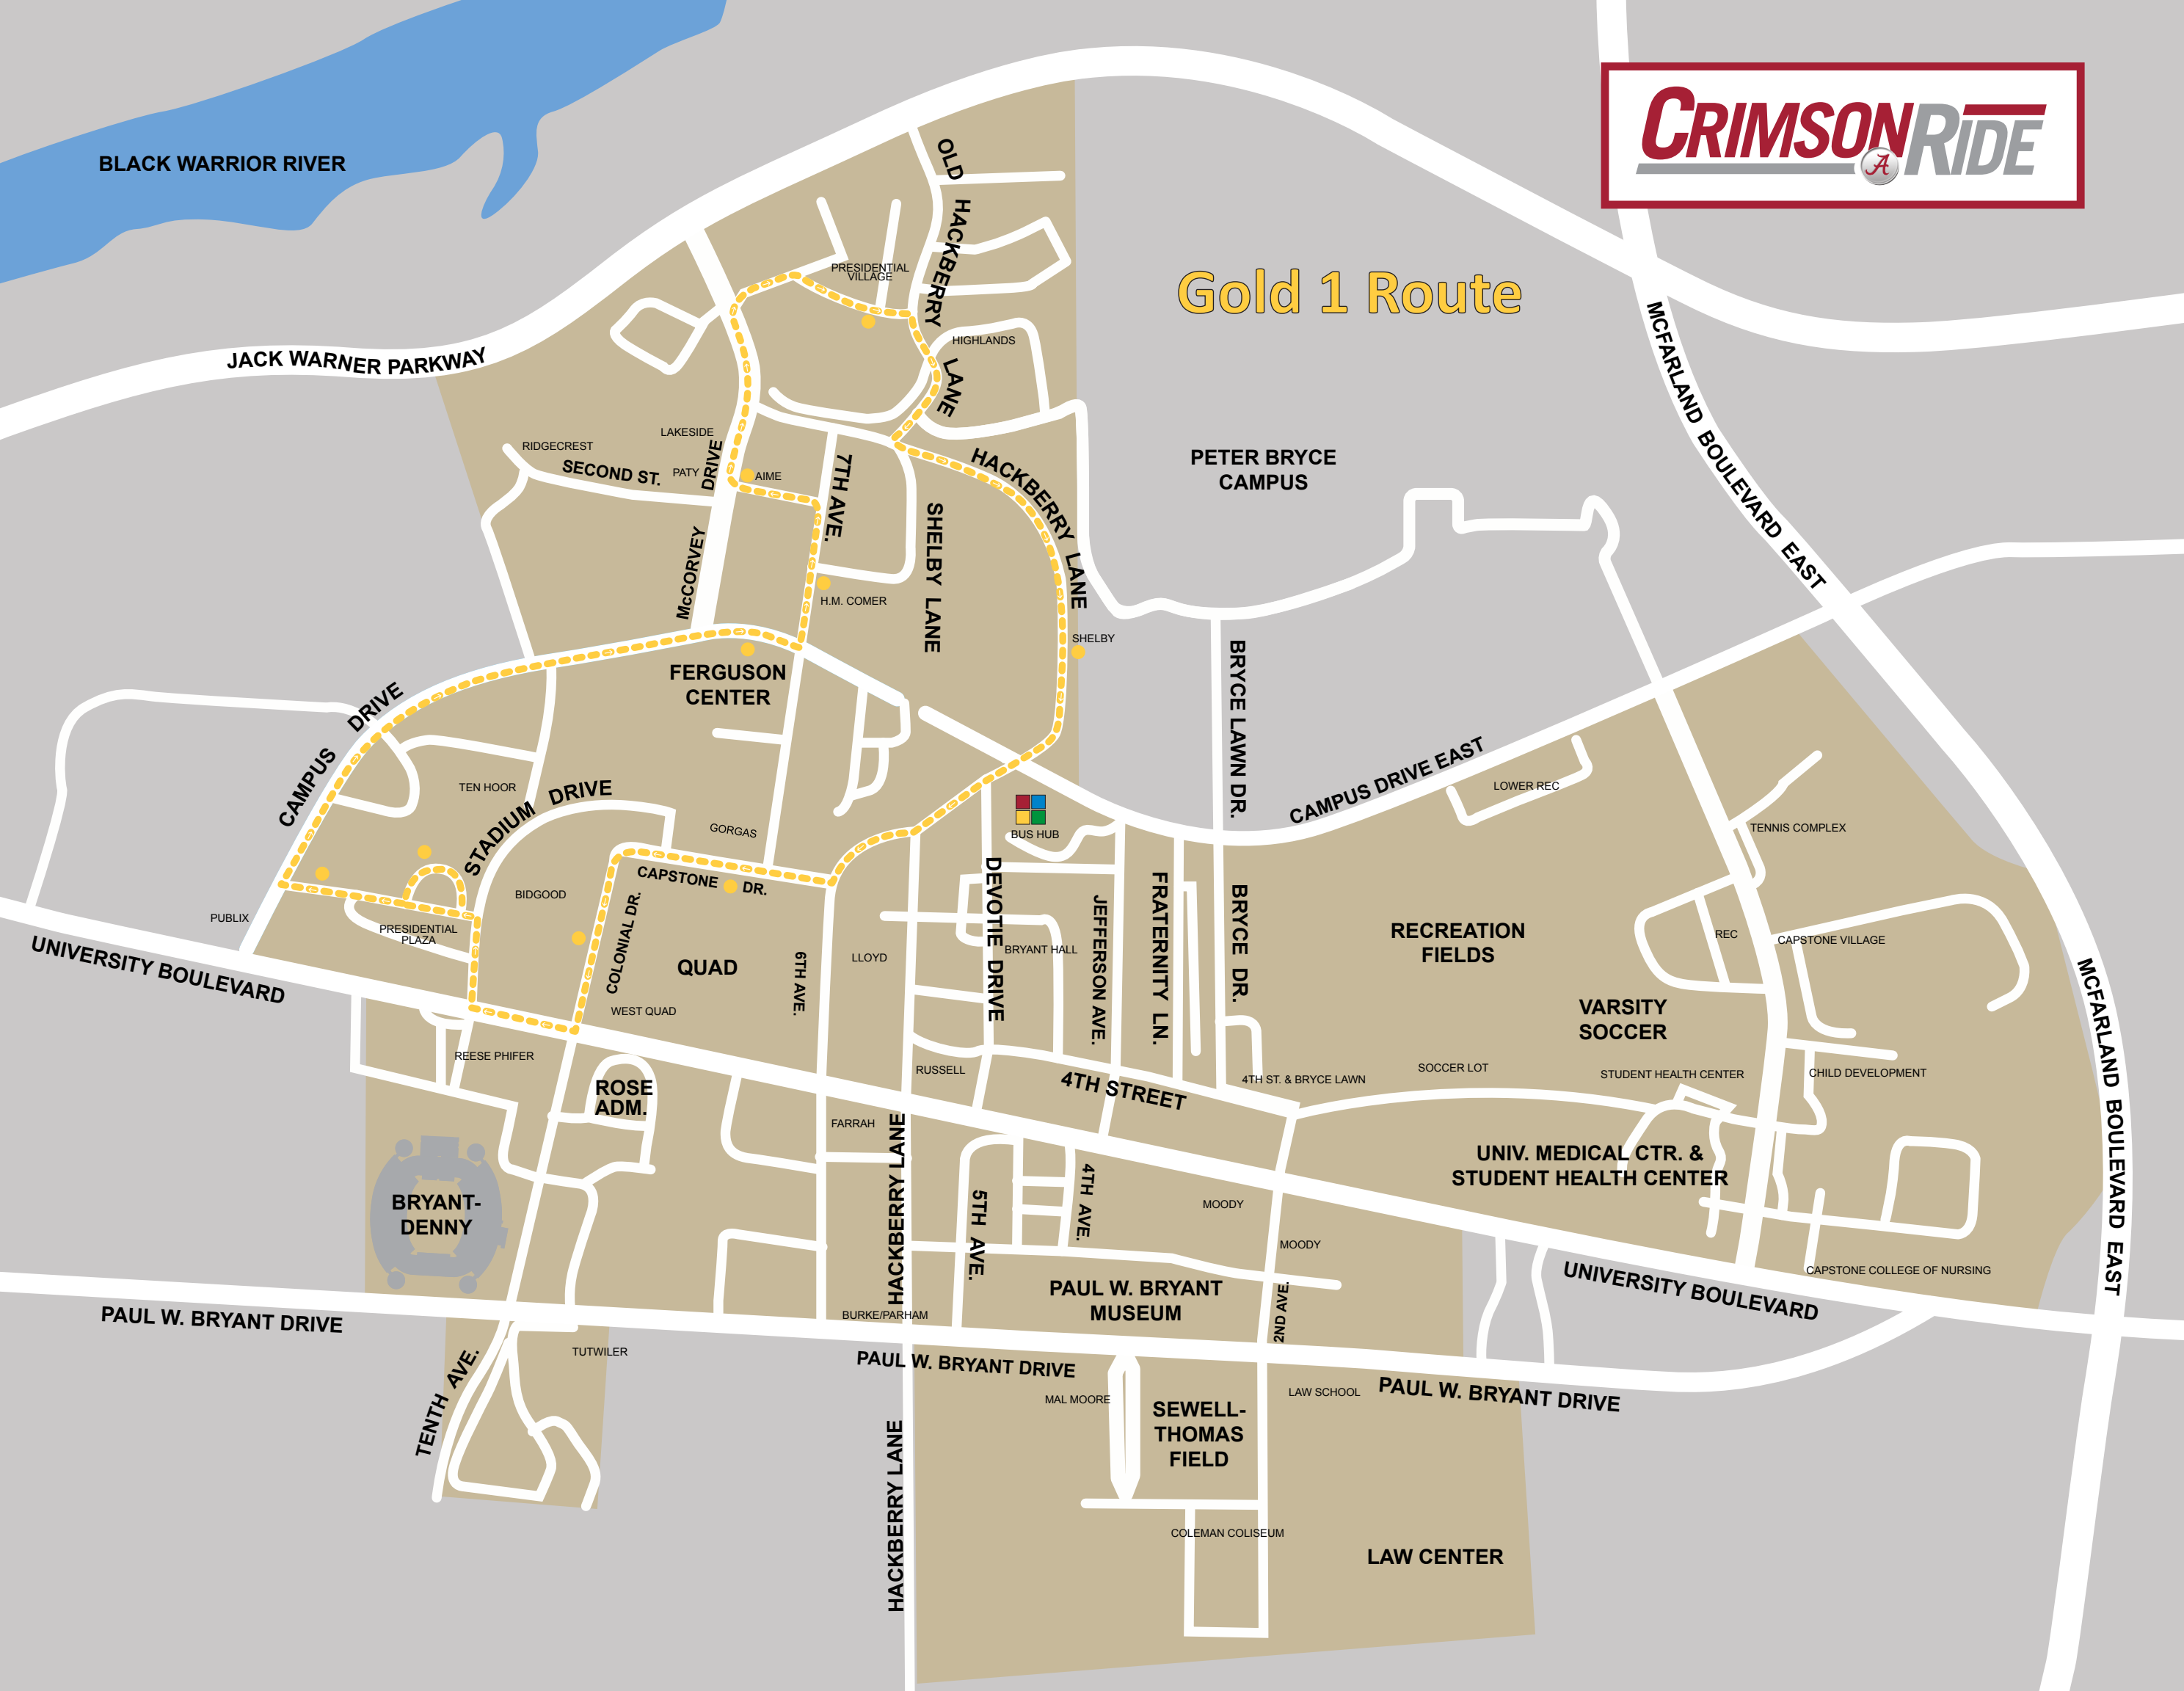 CRIMSONRIDE
A
BLACK WARRIOR RIVER
OLD HACKBERRY LANE
PRESIDENTIAL
VILLAGE
Gold 1 Route
MCFARLAND BOULEVARD EAST
HIGHLANDS
JACK WARNER PARKWAY
LAKESIDE
RIDGECREST
SECOND ST.
PATY
McCORVEY DRIVE
AIME
7TH AVE.
HACKBERRY LANE
PETER BRYCE
CAMPUS
SHELBY LANE
H.M. COMER
SHELBY
FERGUSON
CENTER
BRYCE LAWN DR.
CAMPUS DRIVE
CAMPUS DRIVE EAST
TEN HOOR
STADIUM DRIVE
GORGAS
BUS HUB
LOWER REC
TENNIS COMPLEX
CAPSTONE DR.
BIDGOOD
COLONIAL DR.
PUBLIX
PRESIDENTIAL
PLAZA
UNIVERSITY BOULEVARD
QUAD
WEST QUAD
6TH AVE.
LLOYD
DEVOTIE DRIVE
BRYANT HALL
JEFFERSON AVE.
FRATERNITY LN.
BRYCE DR.
RECREATION
FIELDS
REC
CAPSTONE VILLAGE
VARSITY
SOCCER
MCFARLAND BOULEVARD EAST
REESE PHIFER
ROSE
ADM.
RUSSELL
4TH STREET
4TH ST. & BRYCE LAWN
SOCCER LOT
STUDENT HEALTH CENTER
CHILD DEVELOPMENT
FARRAH
HACKBERRY LANE
UNIV. MEDICAL CTR. &
STUDENT HEALTH CENTER
BRYANT-
DENNY
5TH AVE.
4TH AVE.
MOODY
MOODY
PAUL W. BRYANT
MUSEUM
2ND AVE.
UNIVERSITY BOULEVARD
CAPSTONE COLLEGE OF NURSING
PAUL W. BRYANT DRIVE
BURKE/PARHAM
TUTWILER
TENTH AVE.
PAUL W. BRYANT DRIVE
MAL MOORE
LAW SCHOOL
PAUL W. BRYANT DRIVE
SEWELL-
THOMAS
FIELD
HACKBERRY LANE
COLEMAN COLISEUM
LAW CENTER